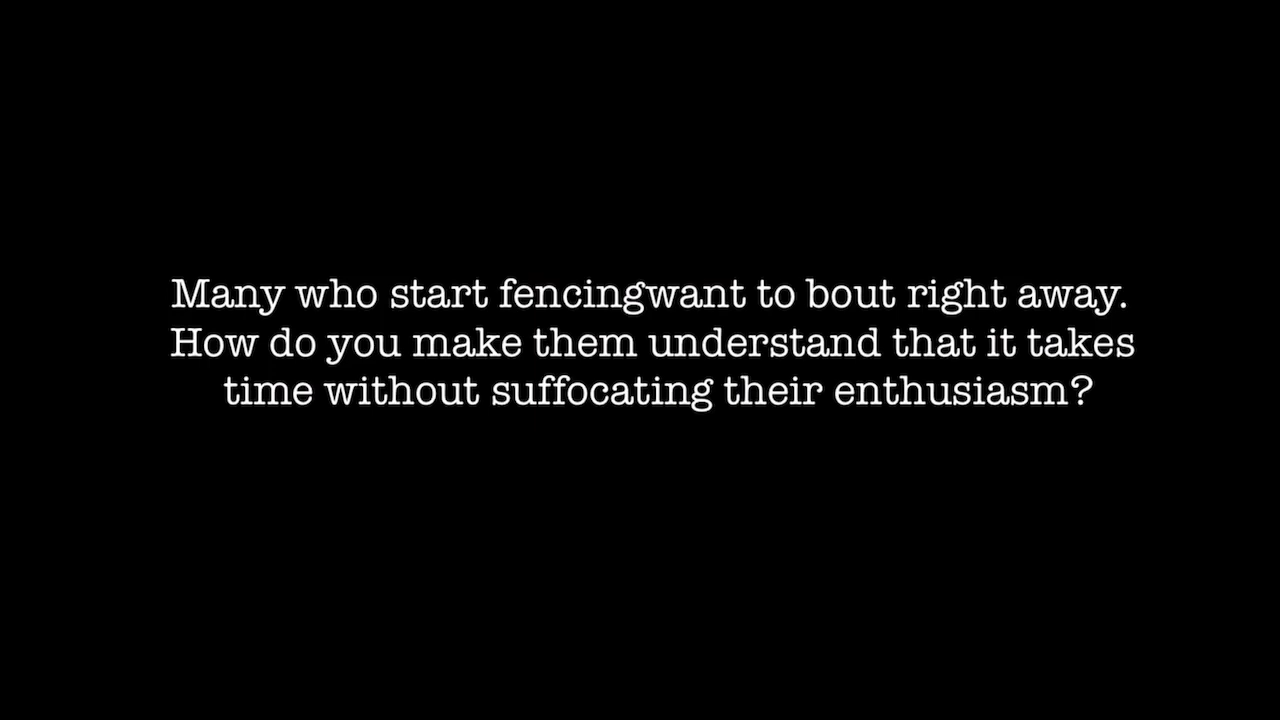 Many who start fencingwant to bout right away.
How do you make them understand that it takes
time without suffocating their enthusiasm?